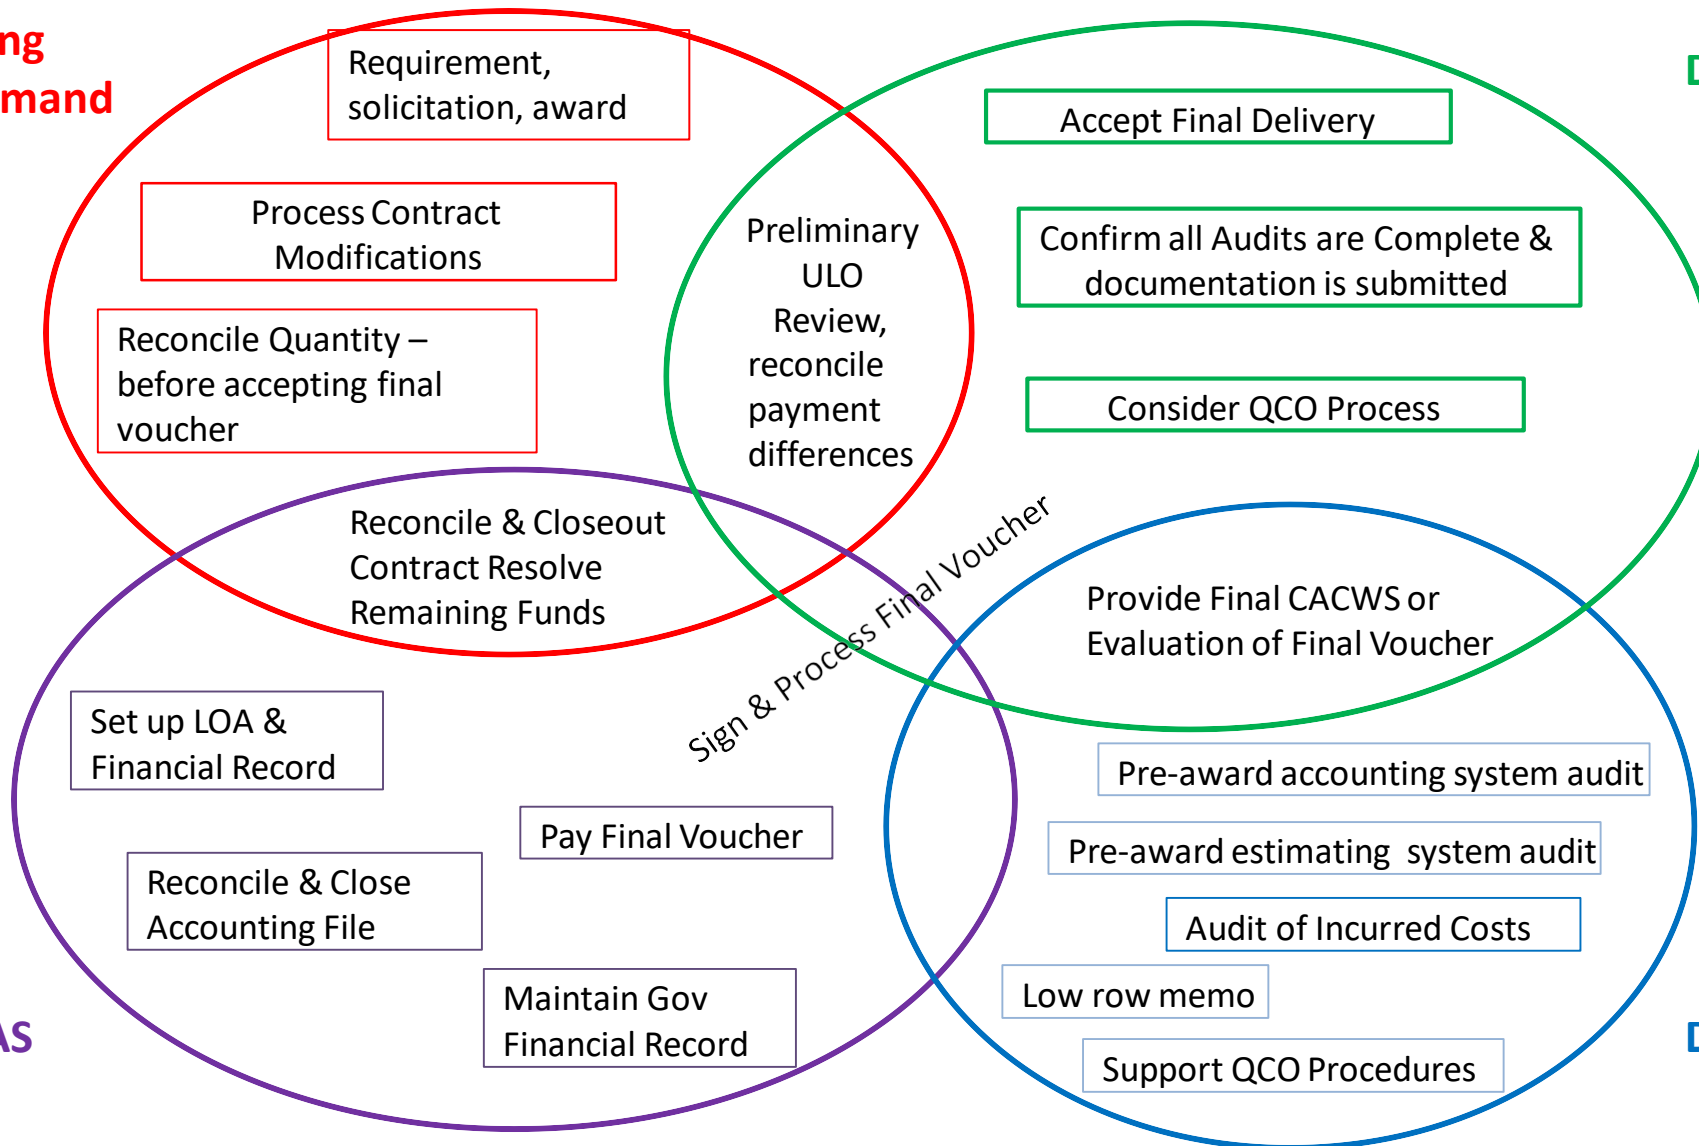 ng
mand
Requirement,
solicitation, award
Process Contract
Modifications
Reconcile Quantity –
before accepting final
voucher
Preliminary
ULO
Review,
reconcile
payment
differences
D
Accept Final Delivery
Confirm all Audits are Complete &
documentation is submitted
Consider QCO Process
Reconcile & Closeout
Contract Resolve
Remaining Funds
Sign & Process Final Voucher
Provide Final CACWS or
Evaluation of Final Voucher
Set up LOA &
Financial Record
Pay Final Voucher
Reconcile & Close
Accounting File
Maintain Gov
Financial Record
AS
Pre-award accounting system audit
Pre-award estimating system audit
Audit of Incurred Costs
Low row memo
Support QCO Procedures
D